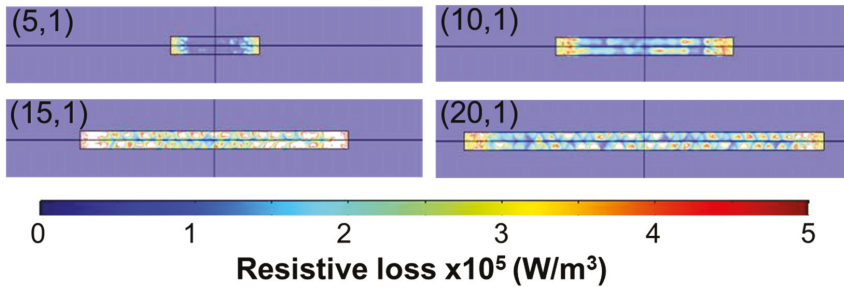 (5,1)
(10,1)
(15,1)
(20,1)
0 1 2 3 4 5
Resistive loss x10⁵ (W/m³)